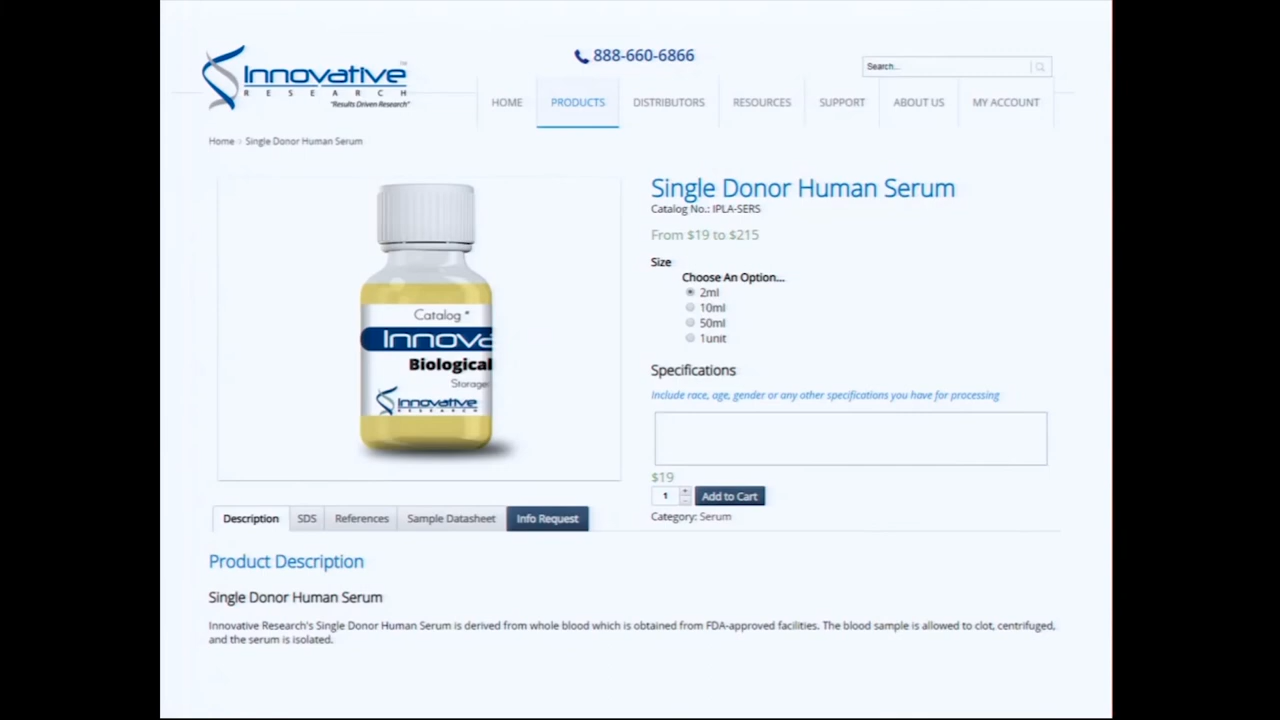 888-660-6866
Innovative
RESEARCH
"Results Driven Research"
Search...
HOME
PRODUCTS
DISTRIBUTORS
RESOURCES
SUPPORT
ABOUT US
MY ACCOUNT
Home › Single Donor Human Serum
Catalog #
Innova
Biological
Storage
Innovative
RESEARCH
Single Donor Human Serum
Catalog No.: IPLA-SERS
From $19 to $215
Size
Choose An Option...
2ml
10ml
50ml
1unit
Specifications
Include race, age, gender or any other specifications you have for processing
$19
1
Add to Cart
Category: Serum
Description
SDS
References
Sample Datasheet
Info Request
Product Description
Single Donor Human Serum
Innovative Research's Single Donor Human Serum is derived from whole blood which is obtained from FDA-approved facilities. The blood sample is allowed to clot, centrifuged,
and the serum is isolated.